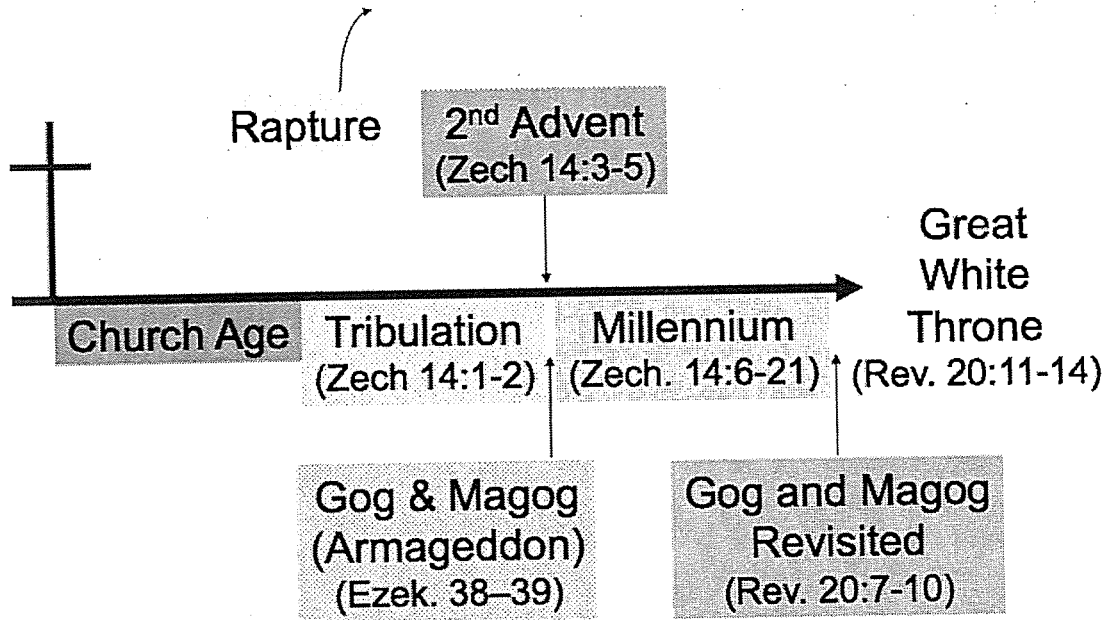 Rapture
2nd Advent
(Zech 14:3-5)
Great
White
Throne
(Rev. 20:11-14)
Church Age
Tribulation
(Zech 14:1-2)
Millennium
(Zech. 14:6-21)
Gog & Magog
(Armageddon)
(Ezek. 38–39)
Gog and Magog
Revisited
(Rev. 20:7-10)